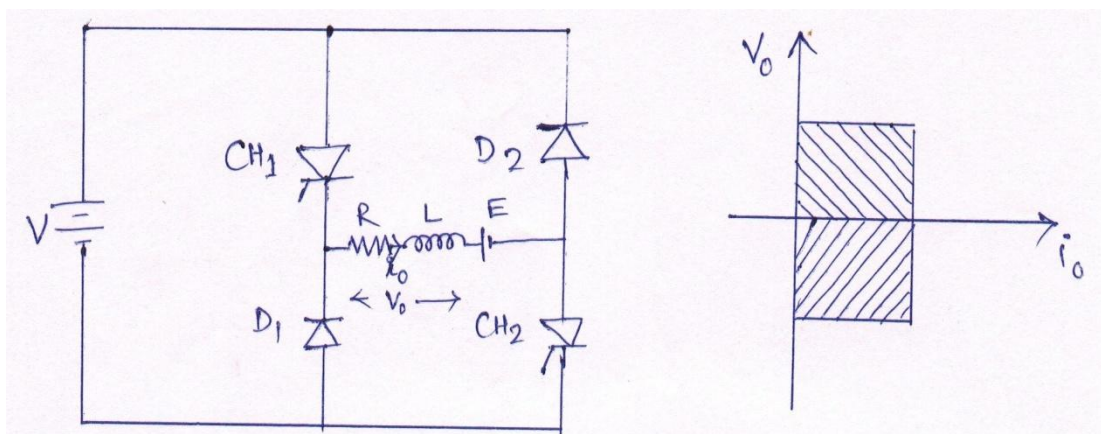 V₀
CH₁
D₂
R
L
E
V
i₀
i₀
← V₀ →
D₁
CH₂